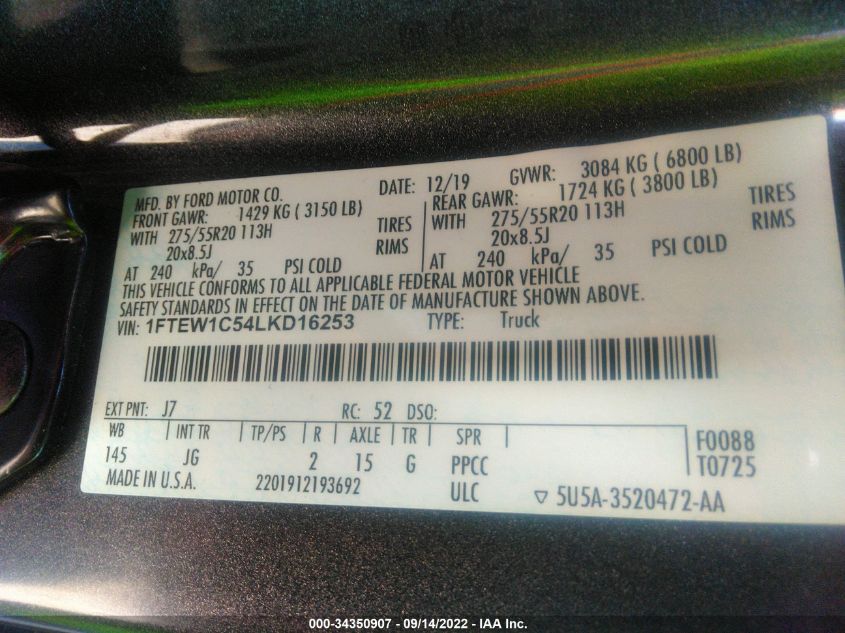 MFD. BY FORD MOTOR CO. DATE: 12/19 GVWR: 3084 KG ( 6800 LB)
FRONT GAWR: 1429 KG ( 3150 LB) REAR GAWR: 1724 KG ( 3800 LB)
WITH 275/55R20 113H TIRES WITH 275/55R20 113H TIRES
20x8.5J RIMS 20x8.5J RIMS
AT 240 kPa/ 35 PSI COLD AT 240 kPa/ 35 PSI COLD
THIS VEHICLE CONFORMS TO ALL APPLICABLE FEDERAL MOTOR VEHICLE
SAFETY STANDARDS IN EFFECT ON THE DATE OF MANUFACTURE SHOWN ABOVE.
VIN: 1FTEW1C54LKD16253 TYPE: Truck
EXT PNT: J7 RC: 52 DSO:
WB INT TR TP/PS R AXLE TR SPR F0088
145 JG 2 15 G PPCC T0725
MADE IN U.S.A. 2201912193692 ULC ▽ 5U5A-3520472-AA
000-34350907 - 09/14/2022 - IAA Inc.